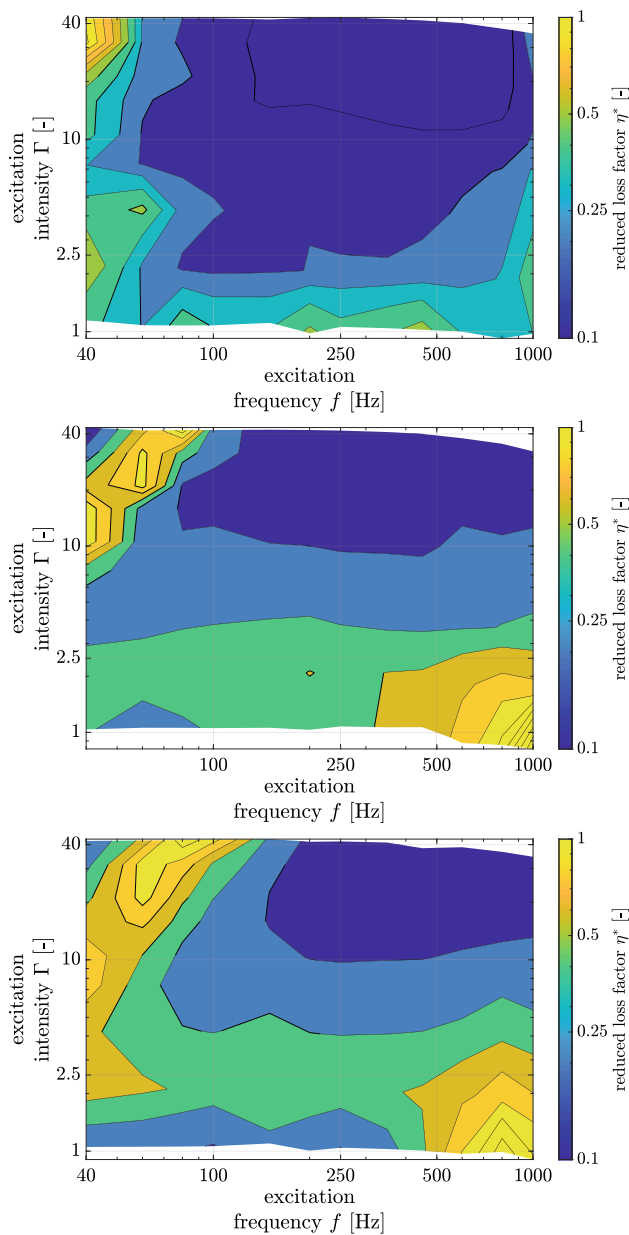 40
10
2.5
1
excitation
intensity Γ [-]
40
100
250
500
1000
excitation
frequency f [Hz]
1
0.5
0.25
0.1
reduced loss factor η* [-]
40
10
2.5
1
excitation
intensity Γ [-]
40
100
250
500
1000
excitation
frequency f [Hz]
1
0.5
0.25
0.1
reduced loss factor η* [-]
40
10
2.5
1
excitation
intensity Γ [-]
40
100
250
500
1000
excitation
frequency f [Hz]
1
0.5
0.25
0.1
reduced loss factor η* [-]